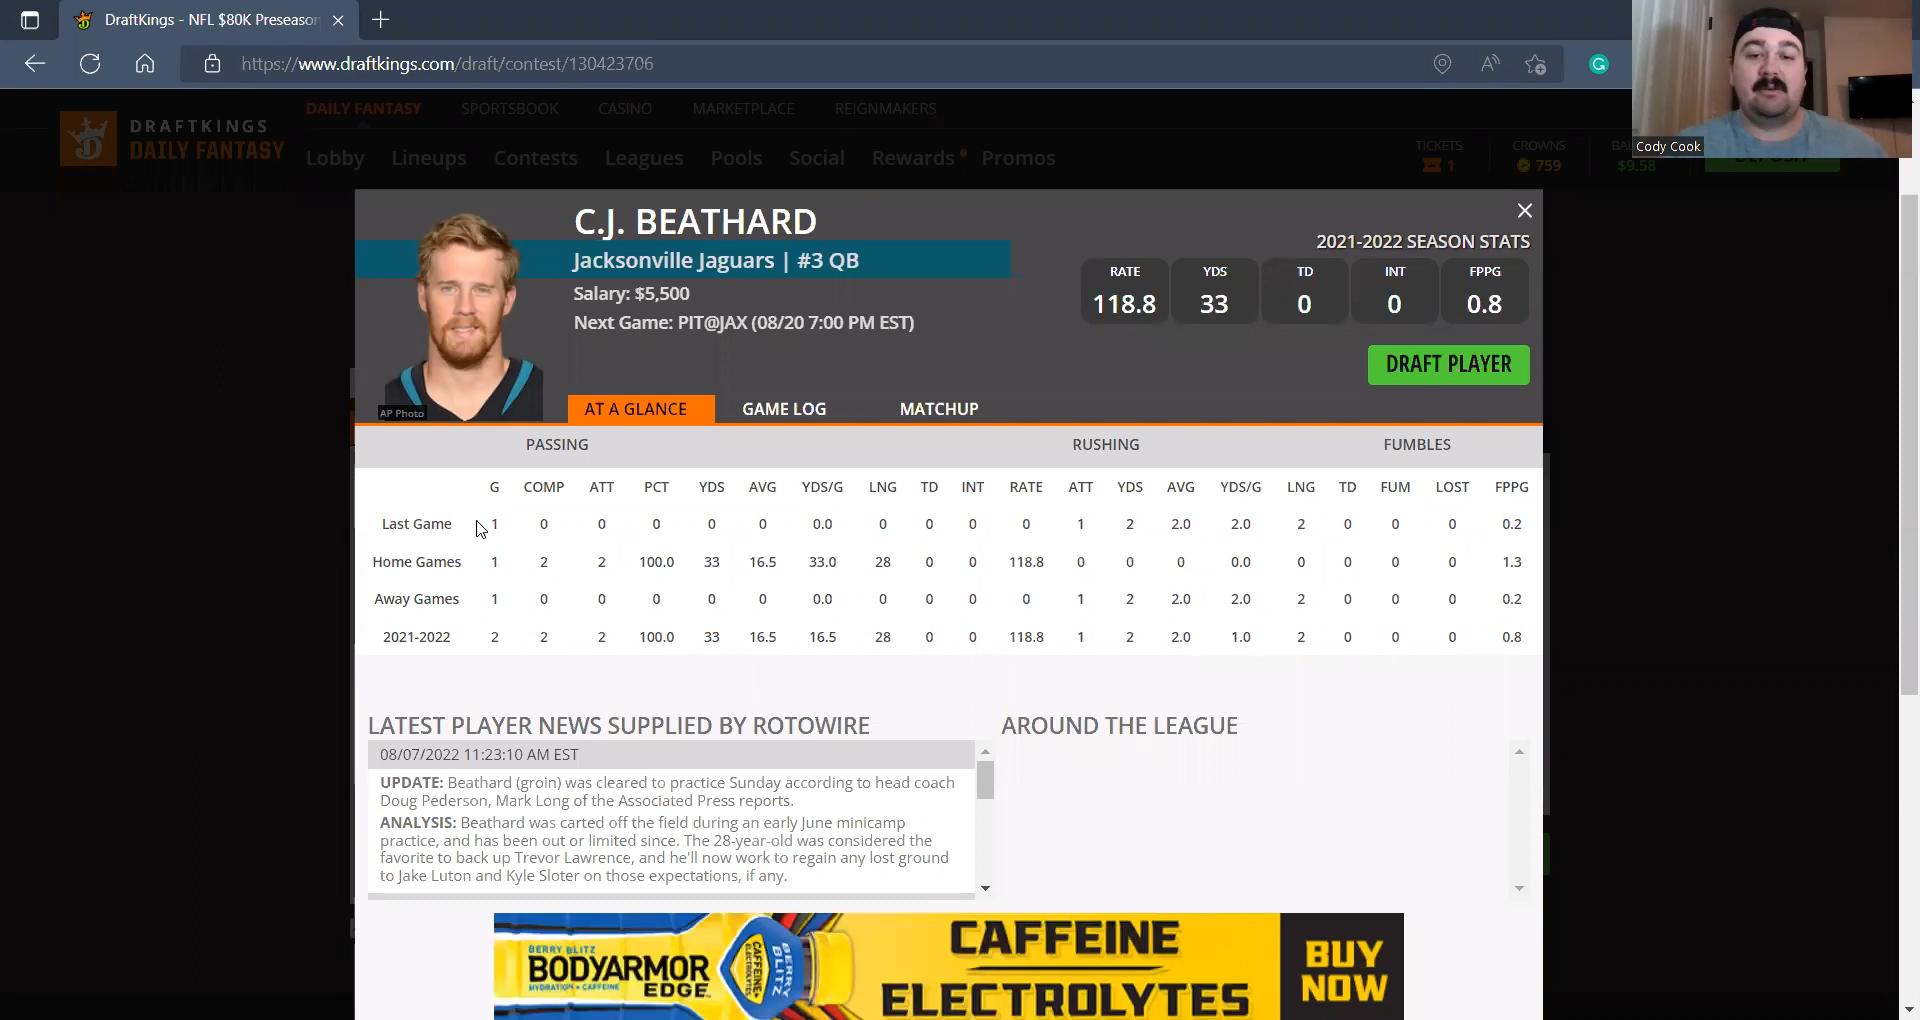 DraftKings - NFL $80K Preseason
https://www.draftkings.com/draft/contest/130423706
DAILY FANTASY SPORTSBOOK CASINO MARKETPLACE REIGNMAKERS
DRAFTKINGS
DAILY FANTASY
Lobby Lineups Contests Leagues Pools Social Rewards Promos
TICKETS CROWNS
1 759 $9.58
Cody Cook
C.J. BEATHARD
Jacksonville Jaguars | #3 QB
Salary: $5,500
Next Game: PIT@JAX (08/20 7:00 PM EST)
AP Photo
2021-2022 SEASON STATS
RATE YDS TD INT FPPG
118.8 33 0 0 0.8
DRAFT PLAYER
AT A GLANCE GAME LOG MATCHUP
PASSING RUSHING FUMBLES
G COMP ATT PCT YDS AVG YDS/G LNG TD INT RATE ATT YDS AVG YDS/G LNG TD FUM LOST FPPG
Last Game 1 0 0 0 0 0 0.0 0 0 0 0 1 2 2.0 2.0 2 0 0 0 0.2
Home Games 1 2 2 100.0 33 16.5 33.0 28 0 0 118.8 0 0 0 0.0 0 0 0 0 1.3
Away Games 1 0 0 0 0 0 0.0 0 0 0 0 1 2 2.0 2.0 2 0 0 0 0.2
2021-2022 2 2 2 100.0 33 16.5 16.5 28 0 0 118.8 1 2 2.0 1.0 2 0 0 0 0.8
LATEST PLAYER NEWS SUPPLIED BY ROTOWIRE
AROUND THE LEAGUE
08/07/2022 11:23:10 AM EST
UPDATE: Beathard (groin) was cleared to practice Sunday according to head coach
Doug Pederson, Mark Long of the Associated Press reports.
ANALYSIS: Beathard was carted off the field during an early June minicamp
practice, and has been out or limited since. The 28-year-old was considered the
favorite to back up Trevor Lawrence, and he'll now work to regain any lost ground
to Jake Luton and Kyle Sloter on those expectations, if any.
BERRY BLITZ
BODYARMOR
EDGE
HYDRATION + CAFFEINE
BERRY BLITZ
CAFFEINE
ELECTROLYTES
BUY
NOW